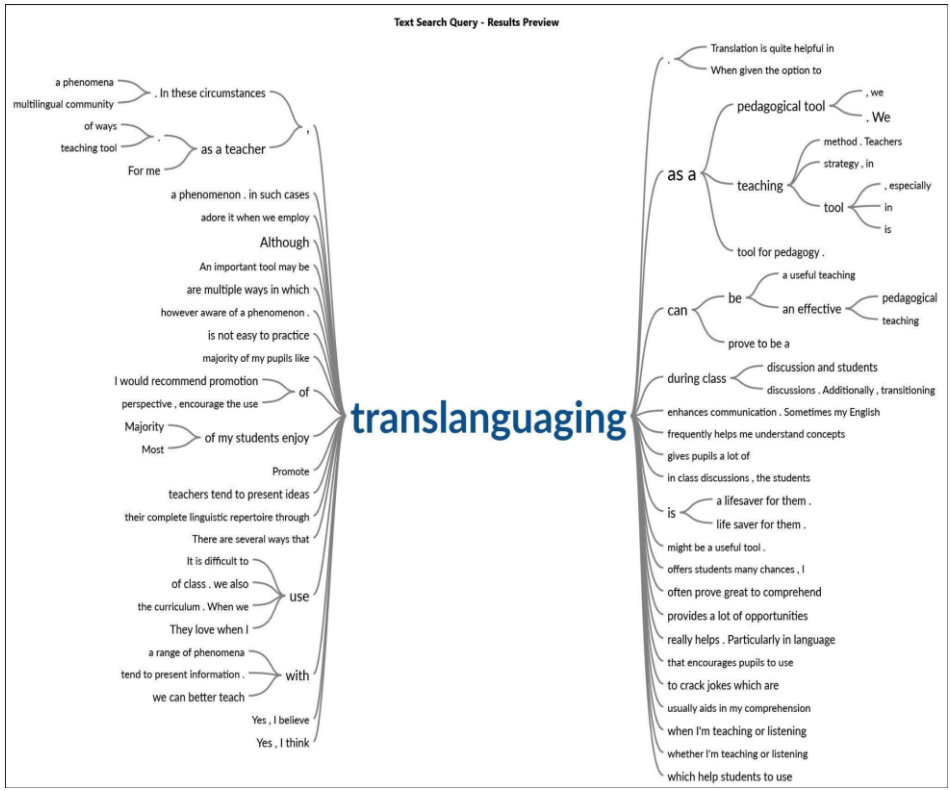 Text Search Query - Results Preview
a phenomena
multilingual community
. In these circumstances
of ways
teaching tool
.
For me
as a teacher
,
a phenomenon . in such cases
adore it when we employ
Although
An important tool may be
are multiple ways in which
however aware of a phenomenon .
is not easy to practice
majority of my pupils like
I would recommend promotion
perspective , encourage the use
of
Majority
Most
of my students enjoy
Promote
teachers tend to present ideas
their complete linguistic repertoire through
There are several ways that
It is difficult to
of class . we also
the curriculum . When we
They love when I
use
a range of phenomena
tend to present information .
we can better teach
with
Yes , I believe
Yes , I think
translanguaging
.
Translation is quite helpful in
When given the option to
as a
pedagogical tool
, we
. We
teaching
method . Teachers
strategy , in
tool
, especially
in
is
tool for pedagogy .
can
be
a useful teaching
an effective
pedagogical
teaching
prove to be a
during class
discussion and students
discussions . Additionally , transitioning
enhances communication . Sometimes my English
frequently helps me understand concepts
gives pupils a lot of
in class discussions , the students
is
a lifesaver for them .
life saver for them .
might be a useful tool .
offers students many chances , I
often prove great to comprehend
provides a lot of opportunities
really helps . Particularly in language
that encourages pupils to use
to crack jokes which are
usually aids in my comprehension
when I'm teaching or listening
whether I'm teaching or listening
which help students to use